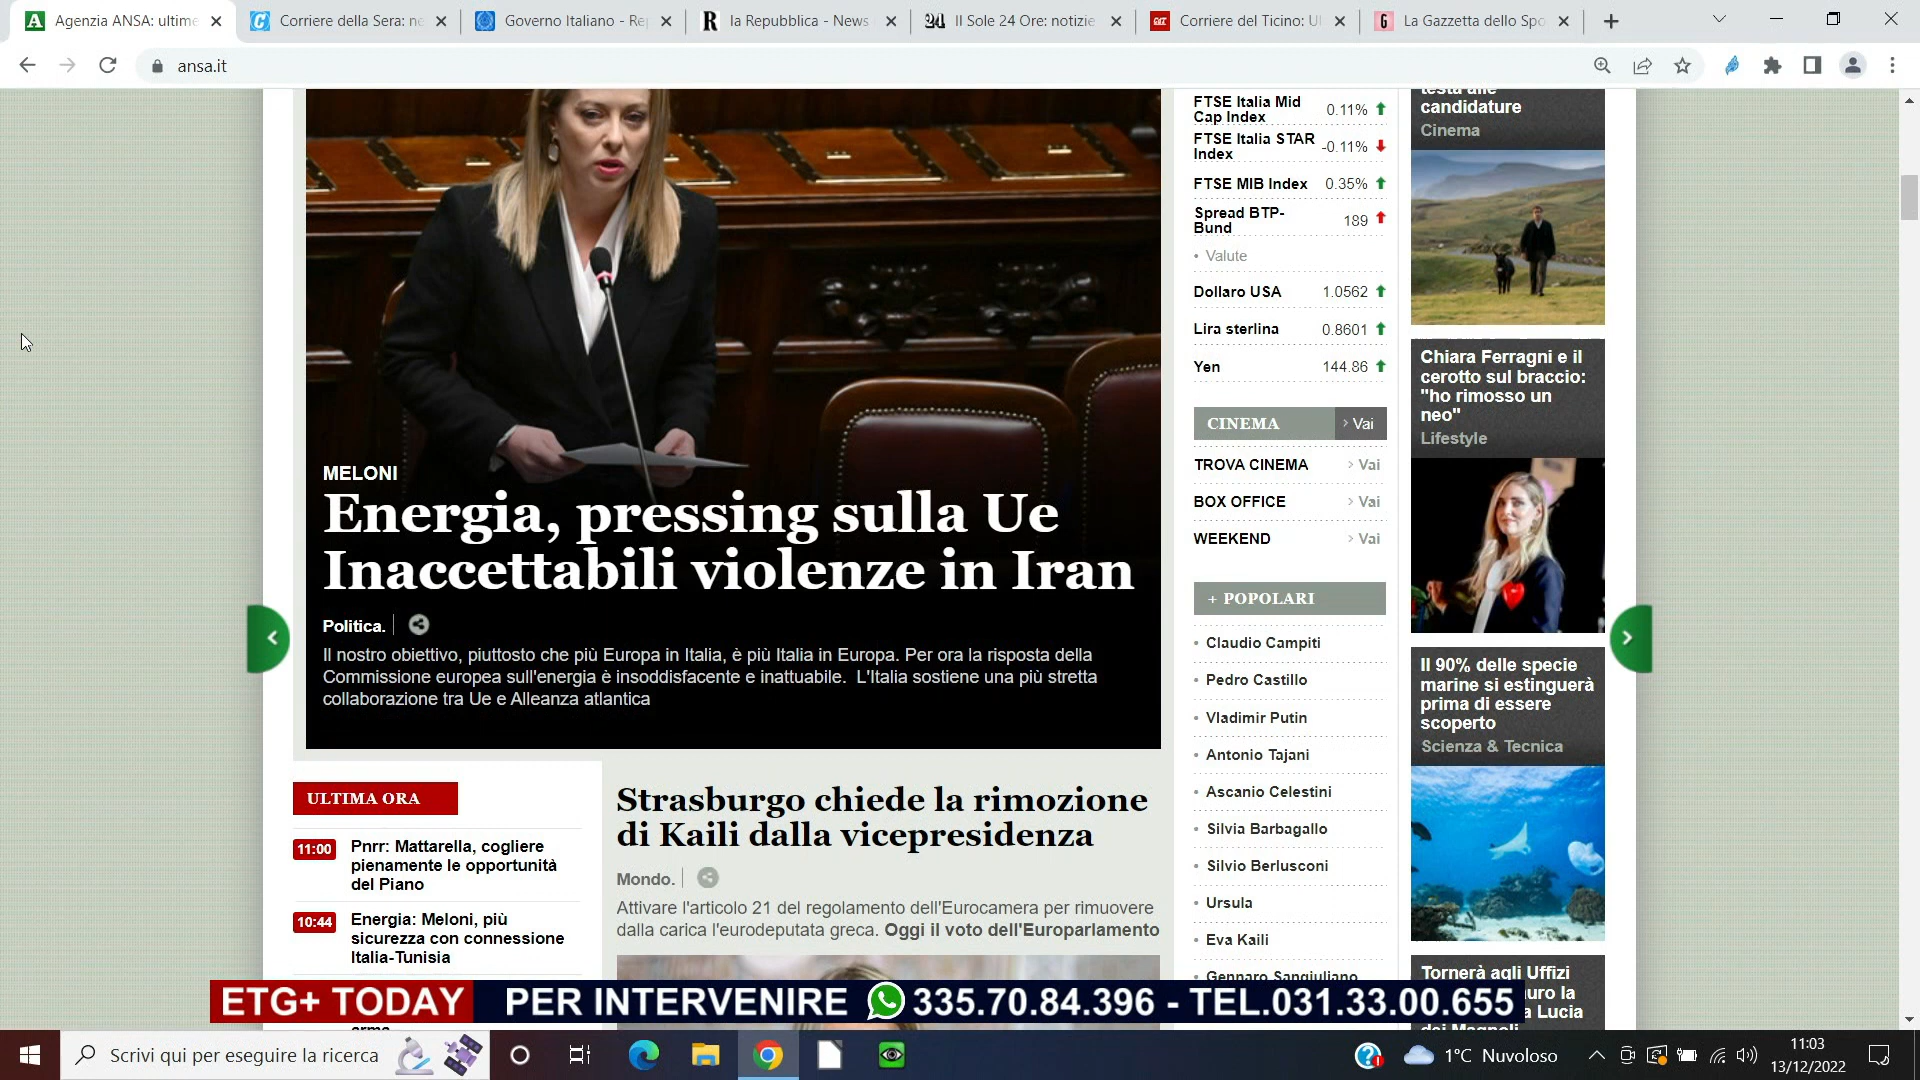 Agenzia ANSA: ultime
Corriere della Sera: ne
Governo Italiano - Re
la Repubblica - News
Il Sole 24 Ore: notizie
Corriere del Ticino: Ul
La Gazzetta dello Spo
ansa.it
MELONI
Energia, pressing sulla Ue
Inaccettabili violenze in Iran
Politica.
Il nostro obiettivo, piuttosto che più Europa in Italia, è più Italia in Europa. Per ora la risposta della
Commissione europea sull'energia è insoddisfacente e inattuabile. L'Italia sostiene una più stretta
collaborazione tra Ue e Alleanza atlantica
ULTIMA ORA
11:00 Pnrr: Mattarella, cogliere
pienamente le opportunità
del Piano
10:44 Energia: Meloni, più
sicurezza con connessione
Italia-Tunisia
Strasburgo chiede la rimozione
di Kaili dalla vicepresidenza
Mondo.
Attivare l'articolo 21 del regolamento dell'Eurocamera per rimuovere
dalla carica l'eurodeputata greca. Oggi il voto dell'Europarlamento
FTSE Italia Mid
Cap Index 0.11%
FTSE Italia STAR
Index -0.11%
FTSE MIB Index 0.35%
Spread BTP-
Bund 189
Valute
Dollaro USA 1.0562
Lira sterlina 0.8601
Yen 144.86
CINEMA > Vai
TROVA CINEMA > Vai
BOX OFFICE > Vai
WEEKEND > Vai
+ POPOLARI
Claudio Campiti
Pedro Castillo
Vladimir Putin
Antonio Tajani
Ascanio Celestini
Silvia Barbagallo
Silvio Berlusconi
Ursula
Eva Kaili
Gennaro Sangiuliano
testa alle
candidature
Cinema
Chiara Ferragni e il
cerotto sul braccio:
"ho rimosso un
neo"
Lifestyle
Il 90% delle specie
marine si estinguerà
prima di essere
scoperto
Scienza & Tecnica
Tornerà agli Uffizi
uro la
a Lucia
ETG+ TODAY PER INTERVENIRE 335.70.84.396 - TEL.031.33.00.655
Scrivi qui per eseguire la ricerca
1°C Nuvoloso
11:03
13/12/2022